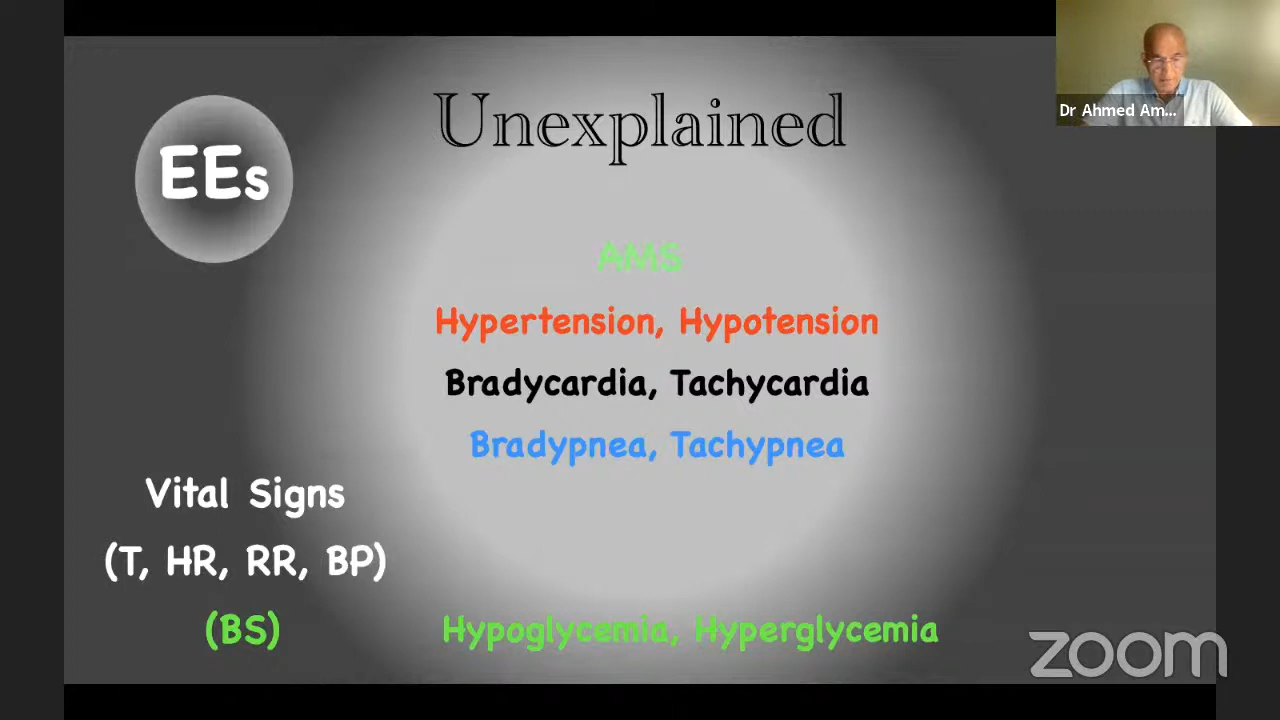 Dr Ahmed Am...
Unexplained
EEs
AMS
Hypertension, Hypotension
Bradycardia, Tachycardia
Bradypnea, Tachypnea
Vital Signs
(T, HR, RR, BP)
(BS)
Hypoglycemia, Hyperglycemia
zoom